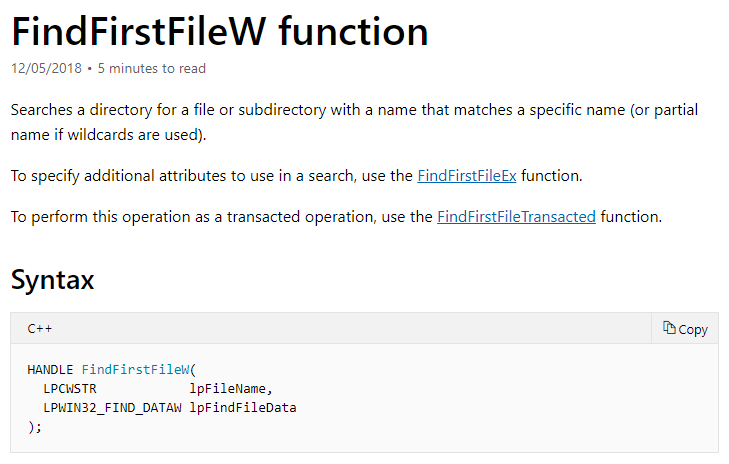 FindFirstFileW function
12/05/2018 • 5 minutes to read
Searches a directory for a file or subdirectory with a name that matches a specific name (or partial
name if wildcards are used).
To specify additional attributes to use in a search, use the FindFirstFileEx function.
To perform this operation as a transacted operation, use the FindFirstFileTransacted function.
Syntax
C++ Copy
HANDLE FindFirstFileW(
  LPCWSTR            lpFileName,
  LPWIN32_FIND_DATAW lpFindFileData
);